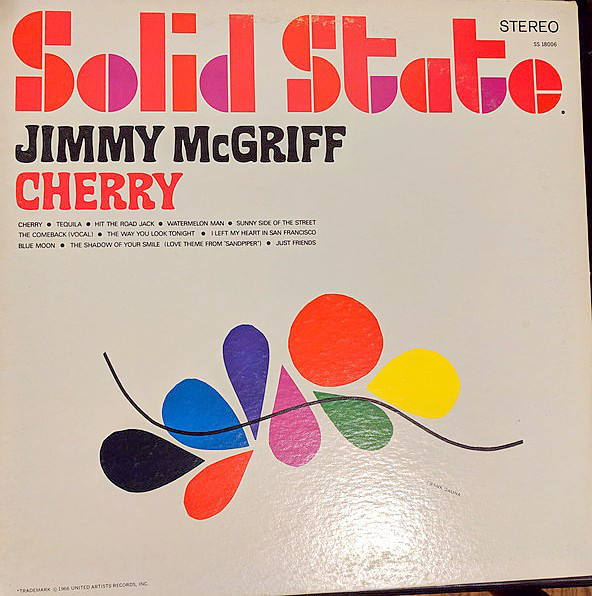 Solid State.
STEREO
SS 18006
JIMMY McGRIFF
CHERRY
CHERRY ● TEQUILA ● HIT THE ROAD JACK ● WATERMELON MAN ● SUNNY SIDE OF THE STREET
THE COMEBACK (VOCAL) ● THE WAY YOU LOOK TONIGHT ● I LEFT MY HEART IN SAN FRANCISCO
BLUE MOON ● THE SHADOW OF YOUR SMILE (LOVE THEME FROM "SANDPIPER") ● JUST FRIENDS
FRANK GAUNA
*TRADEMARK © 1966 UNITED ARTISTS RECORDS, INC.